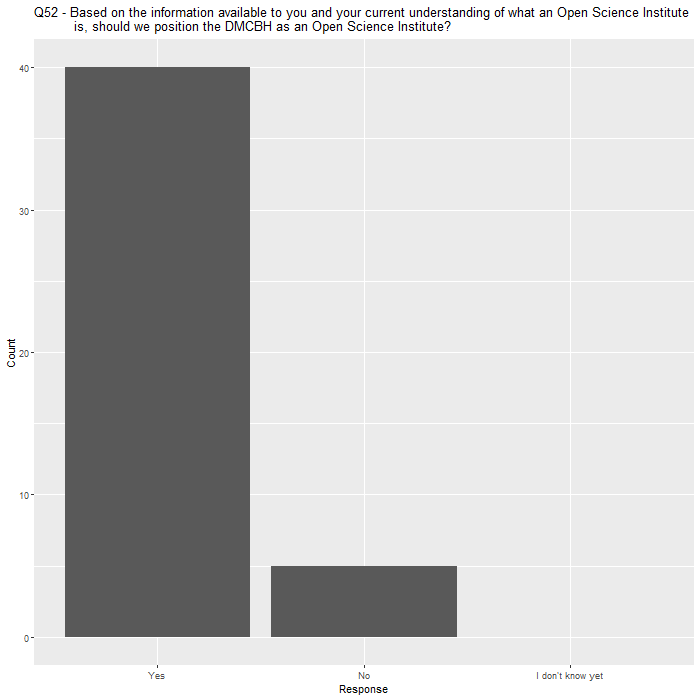 Q52 - Based on the information available to you and your current understanding of what an Open Science Institute
is, should we position the DMCBH as an Open Science Institute?
40
30
20
10
0
Count
Yes
No
I don't know yet
Response